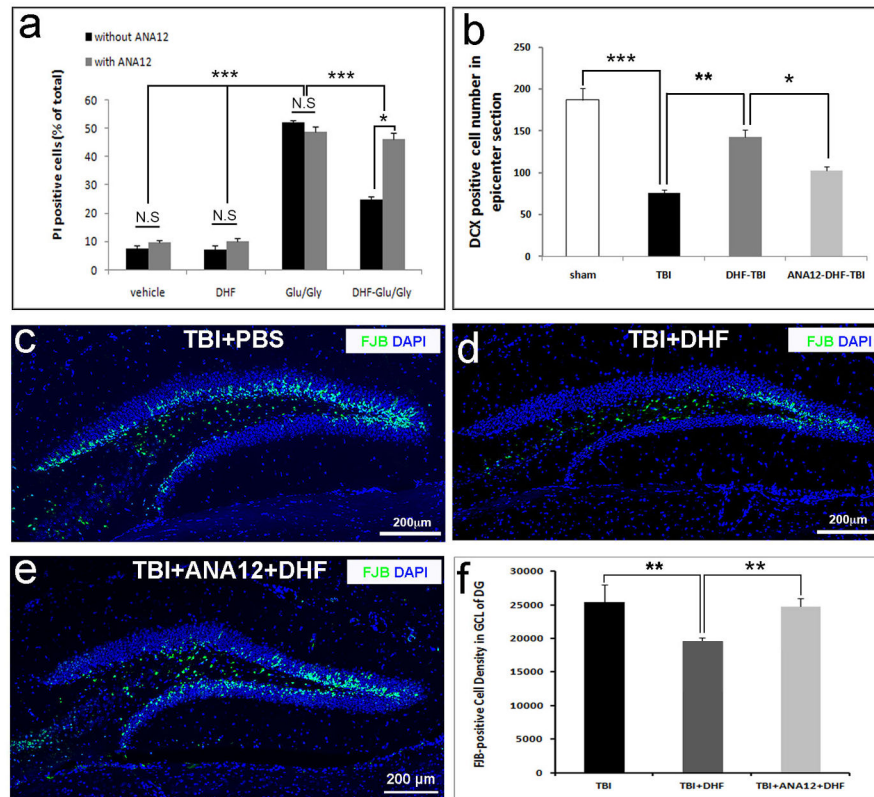 a
without ANA12
with ANA12
PI positive cells (% of total)
60
50
40
30
20
10
0
***
***
N.S
*
N.S
N.S
vehicle
DHF
Glu/Gly
DHF-Glu/Gly
b
DCX positive cell number in
epicenter section
250
200
150
100
50
0
***
**
*
sham
TBI
DHF-TBI
ANA12-DHF-TBI
c
TBI+PBS
FJB DAPI
200μm
d
TBI+DHF
FJB DAPI
200μm
e
TBI+ANA12+DHF
FJB DAPI
200 μm
f
FJB-positive Cell Density in GCL of DG
30000
25000
20000
15000
10000
5000
0
**
**
TBI
TBI+DHF
TBI+ANA12+DHF